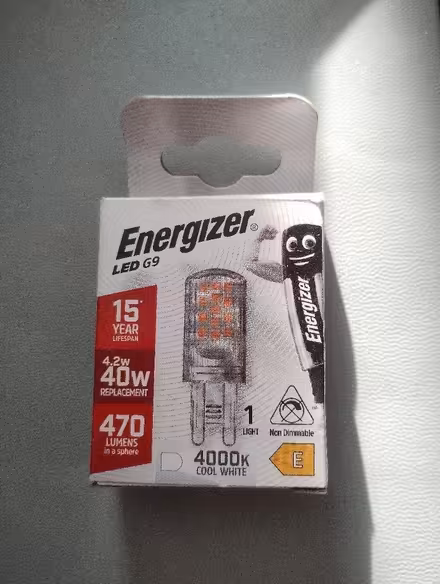 Energizer®
LED G9
15*
YEAR
LIFESPAN
4.2W
40W
REPLACEMENT
470
LUMENS
in a sphere
Energizer
1
LIGHT
Non Dimmable
4000K
COOL WHITE
E